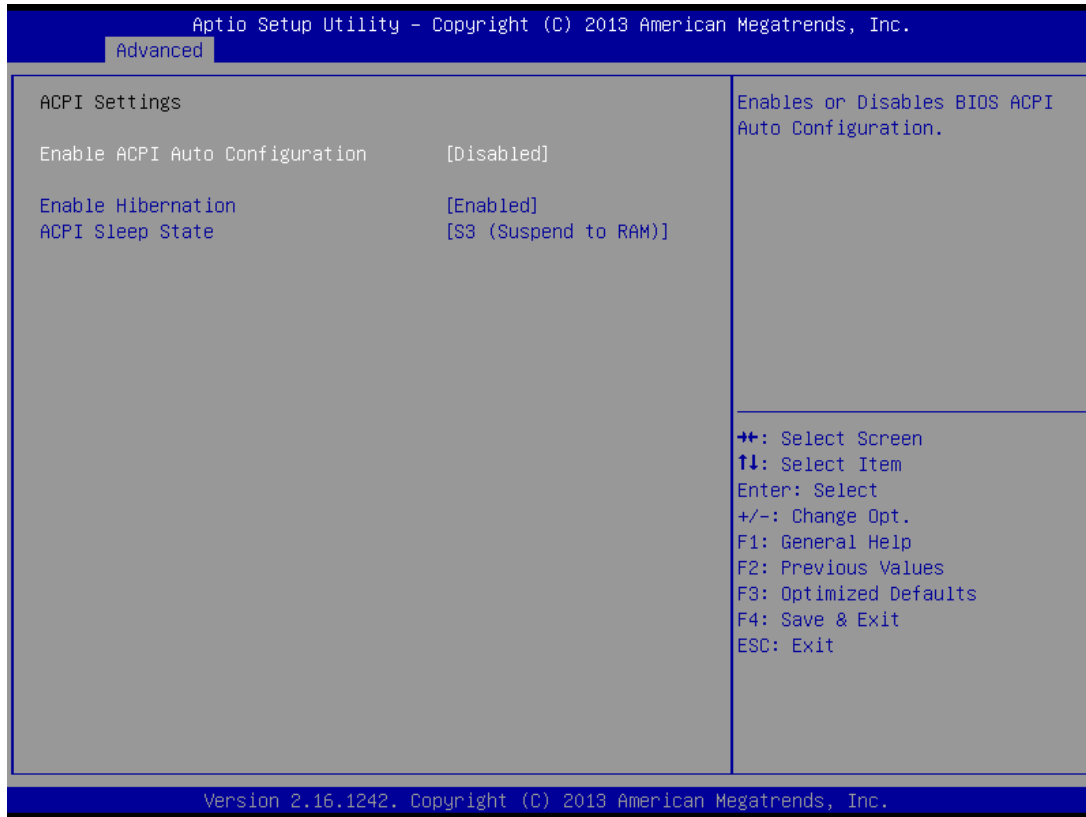 Aptio Setup Utility – Copyright (C) 2013 American Megatrends, Inc.
Advanced
ACPI Settings
Enable ACPI Auto Configuration [Disabled]
Enable Hibernation [Enabled]
ACPI Sleep State [S3 (Suspend to RAM)]
Enables or Disables BIOS ACPI
Auto Configuration.
→←: Select Screen
↑↓: Select Item
Enter: Select
+/-: Change Opt.
F1: General Help
F2: Previous Values
F3: Optimized Defaults
F4: Save & Exit
ESC: Exit
Version 2.16.1242. Copyright (C) 2013 American Megatrends, Inc.